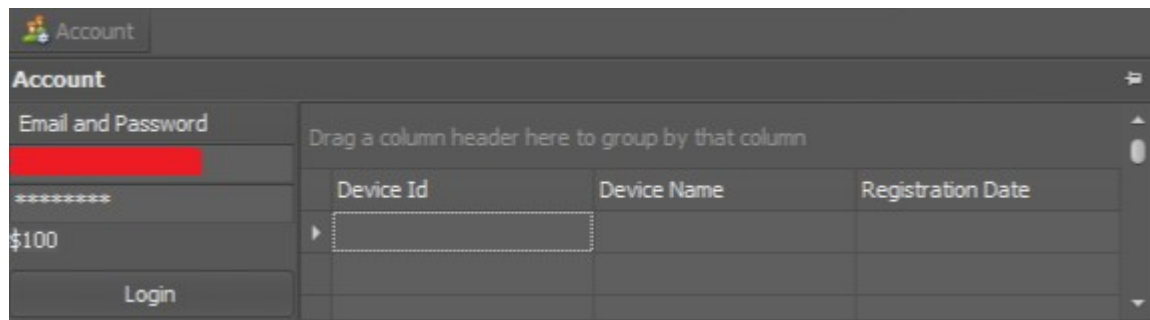 Account
Account
Email and Password
Drag a column header here to group by that column
Device Id Device Name Registration Date
********
$100
Login